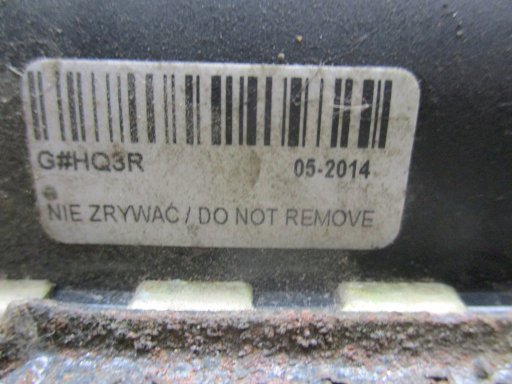 G#HQ3R 05-2014
NIE ZRYWAĆ / DO NOT REMOVE